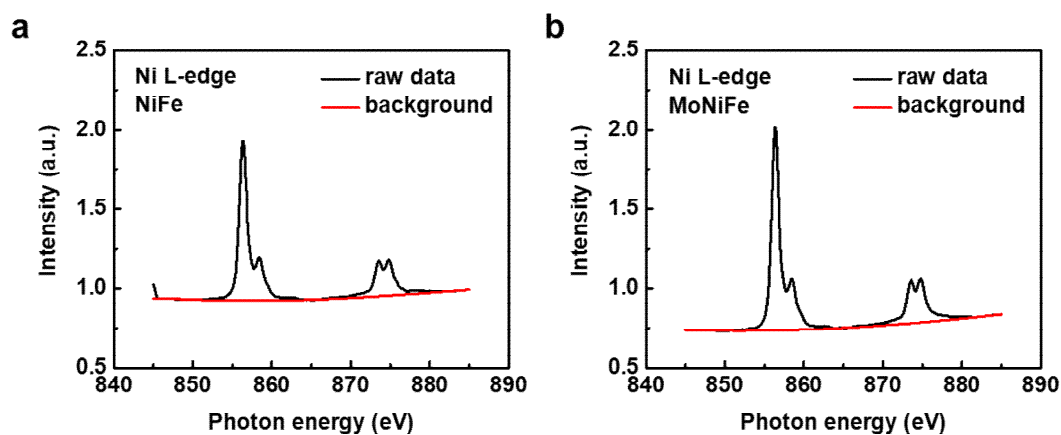 a
Ni L-edge
NiFe
raw data
background
Intensity (a.u.)
2.5
2.0
1.5
1.0
0.5
840 850 860 870 880 890
Photon energy (eV)
b
Ni L-edge
MoNiFe
raw data
background
Intensity (a.u.)
2.5
2.0
1.5
1.0
0.5
840 850 860 870 880 890
Photon energy (eV)